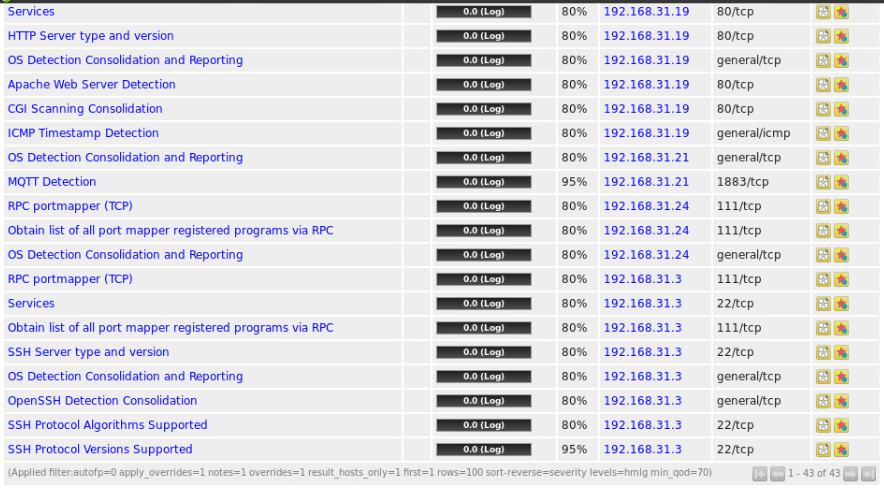 Services 0.0 (Log) 80% 192.168.31.19 80/tcp
HTTP Server type and version 0.0 (Log) 80% 192.168.31.19 80/tcp
OS Detection Consolidation and Reporting 0.0 (Log) 80% 192.168.31.19 general/tcp
Apache Web Server Detection 0.0 (Log) 80% 192.168.31.19 80/tcp
CGI Scanning Consolidation 0.0 (Log) 80% 192.168.31.19 80/tcp
ICMP Timestamp Detection 0.0 (Log) 80% 192.168.31.19 general/icmp
OS Detection Consolidation and Reporting 0.0 (Log) 80% 192.168.31.21 general/tcp
MQTT Detection 0.0 (Log) 95% 192.168.31.21 1883/tcp
RPC portmapper (TCP) 0.0 (Log) 80% 192.168.31.24 111/tcp
Obtain list of all port mapper registered programs via RPC 0.0 (Log) 80% 192.168.31.24 111/tcp
OS Detection Consolidation and Reporting 0.0 (Log) 80% 192.168.31.24 general/tcp
RPC portmapper (TCP) 0.0 (Log) 80% 192.168.31.3 111/tcp
Services 0.0 (Log) 80% 192.168.31.3 22/tcp
Obtain list of all port mapper registered programs via RPC 0.0 (Log) 80% 192.168.31.3 111/tcp
SSH Server type and version 0.0 (Log) 80% 192.168.31.3 22/tcp
OS Detection Consolidation and Reporting 0.0 (Log) 80% 192.168.31.3 general/tcp
OpenSSH Detection Consolidation 0.0 (Log) 80% 192.168.31.3 general/tcp
SSH Protocol Algorithms Supported 0.0 (Log) 80% 192.168.31.3 22/tcp
SSH Protocol Versions Supported 0.0 (Log) 95% 192.168.31.3 22/tcp
(Applied filter:autofp=0 apply_overrides=1 notes=1 overrides=1 result_hosts_only=1 first=1 rows=100 sort-reverse=severity levels=hmlg min_qod=70) 1 - 43 of 43